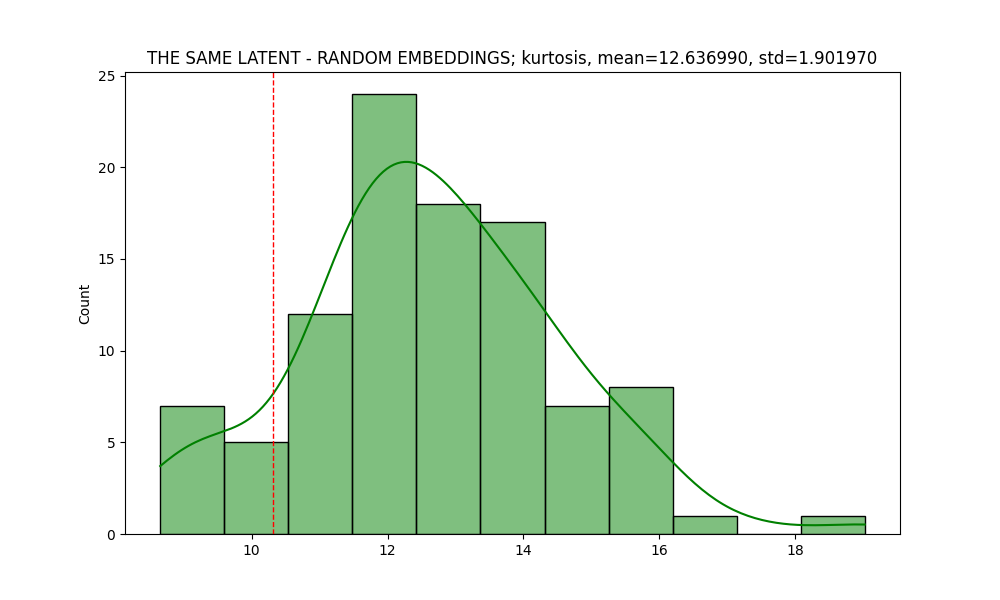 THE SAME LATENT - RANDOM EMBEDDINGS; kurtosis, mean=12.636990, std=1.901970
25
20
15
10
5
0
Count
10 12 14 16 18